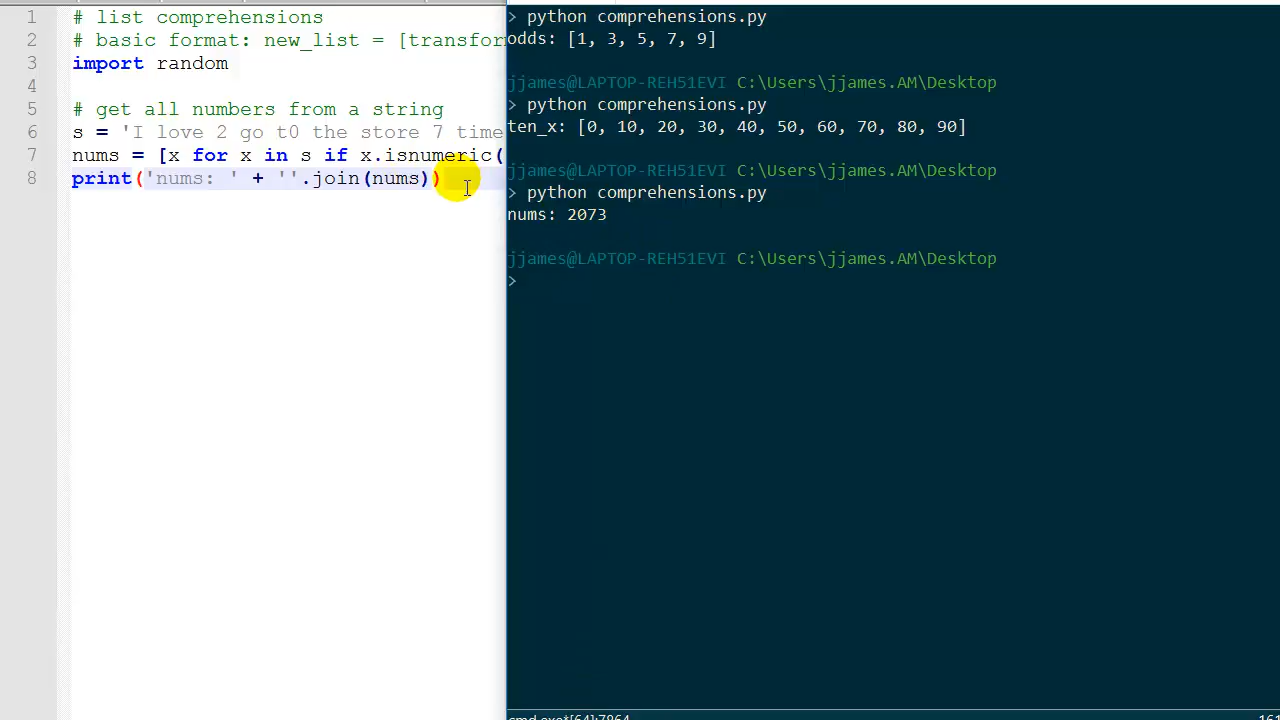 1 # list comprehensions
2 # basic format: new_list = [transfor
3 import random
4
5 # get all numbers from a string
6 s = 'I love 2 go t0 the store 7 time
7 nums = [x for x in s if x.isnumeric(
8 print('nums: ' + ''.join(nums))
> python comprehensions.py
odds: [1, 3, 5, 7, 9]
jjames@LAPTOP-REH51EVI C:\Users\jjames.AM\Desktop
> python comprehensions.py
ten_x: [0, 10, 20, 30, 40, 50, 60, 70, 80, 90]
jjames@LAPTOP-REH51EVI C:\Users\jjames.AM\Desktop
> python comprehensions.py
nums: 2073
jjames@LAPTOP-REH51EVI C:\Users\jjames.AM\Desktop
>
cmd.exe*[64]:7864